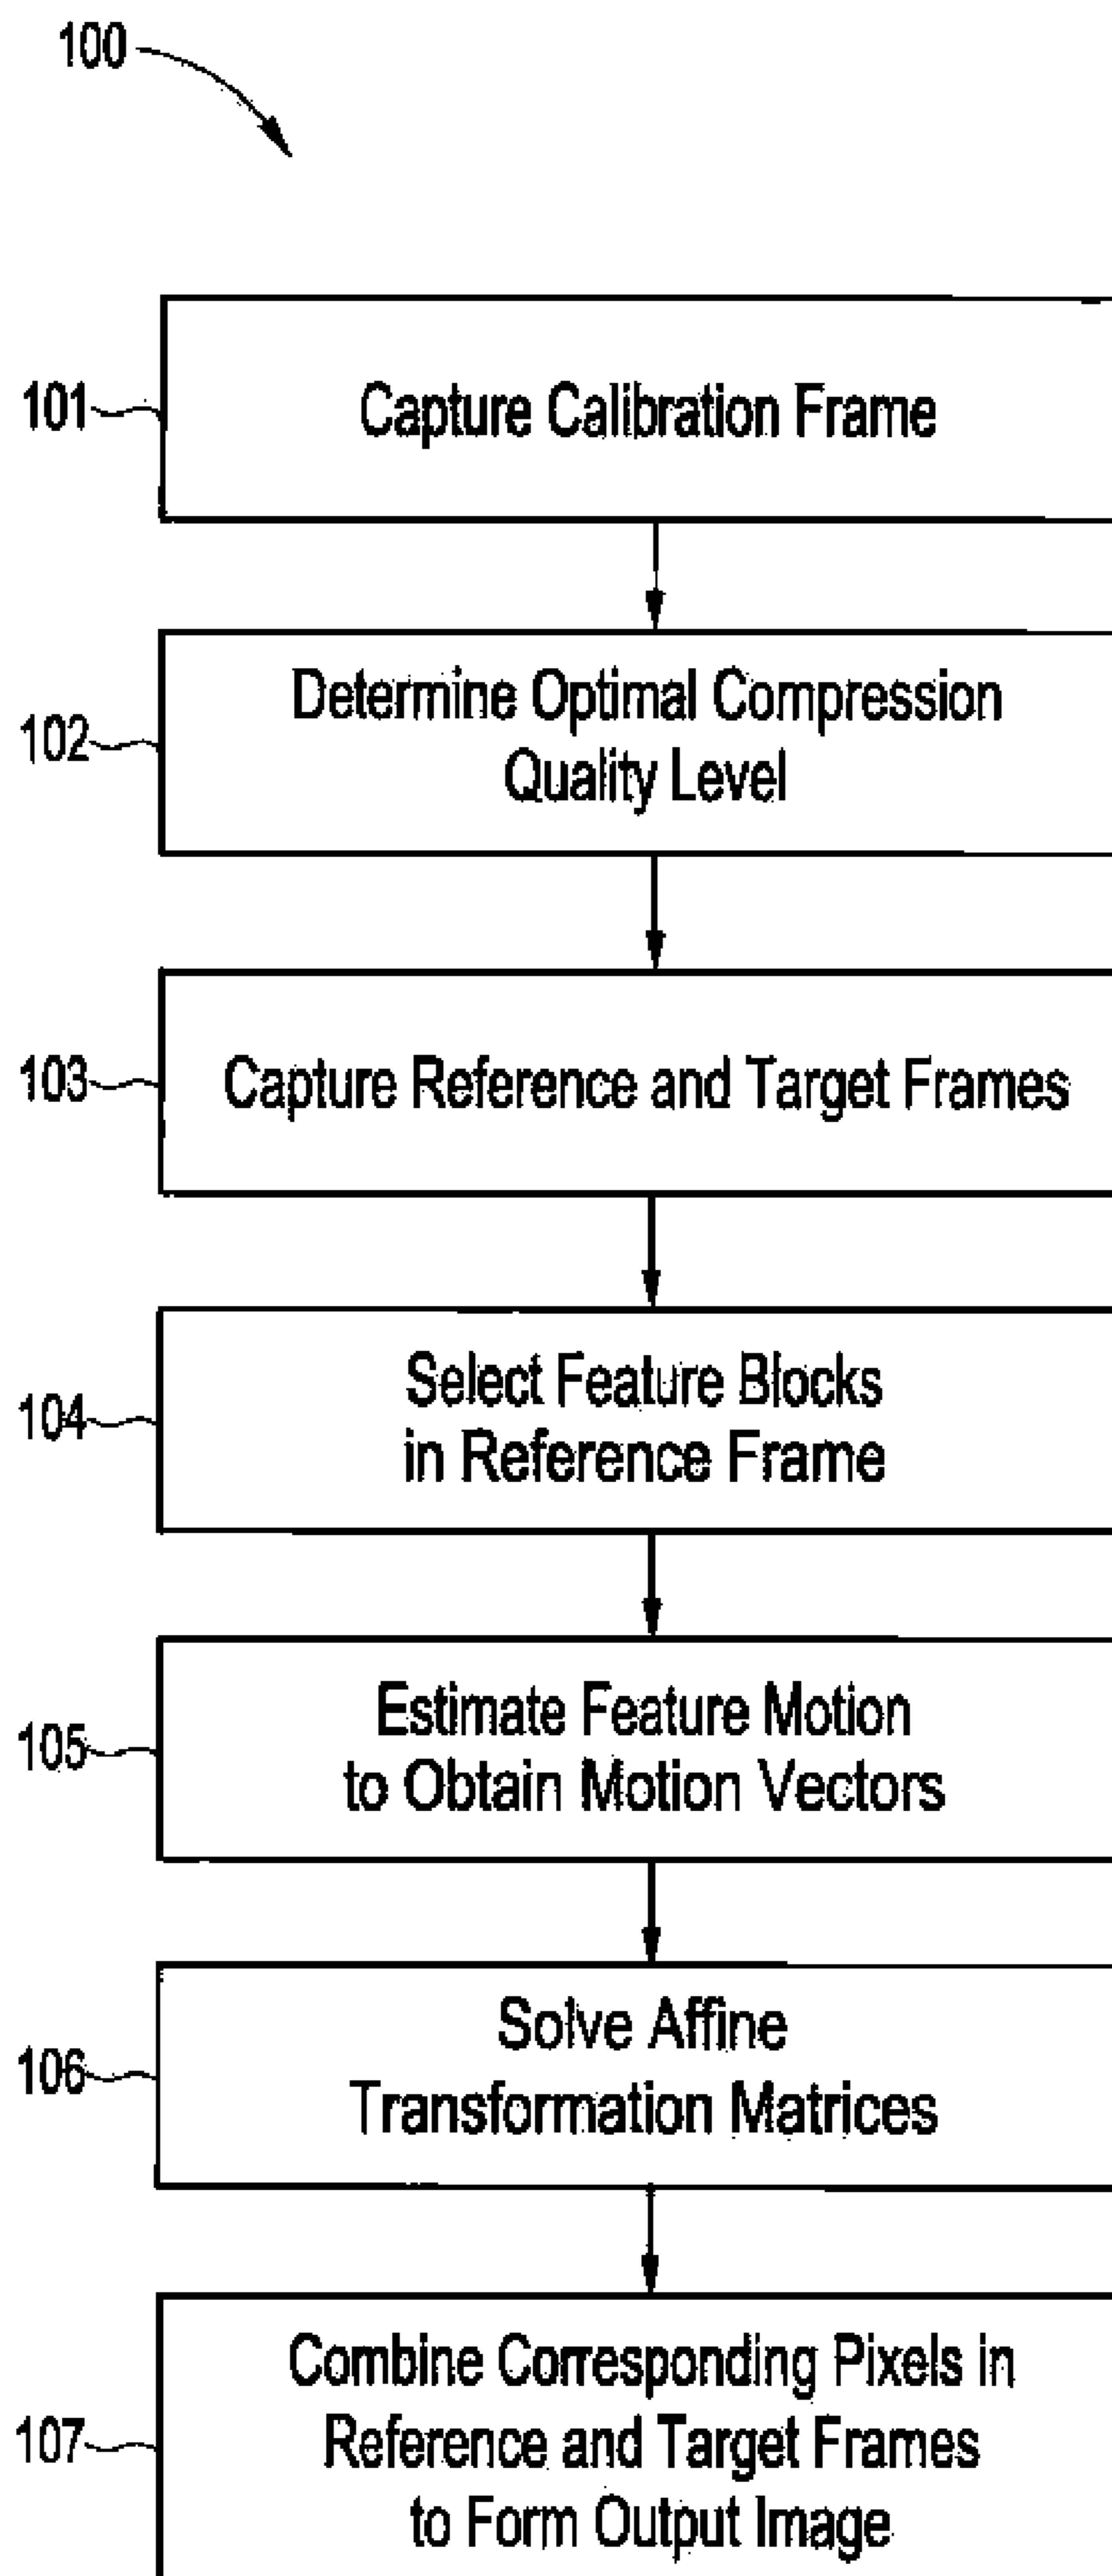 100
101
Capture Calibration Frame
102
Determine Optimal Compression
Quality Level
103
Capture Reference and Target Frames
104
Select Feature Blocks
in Reference Frame
105
Estimate Feature Motion
to Obtain Motion Vectors
106
Solve Affine
Transformation Matrices
107
Combine Corresponding Pixels in
Reference and Target Frames
to Form Output Image